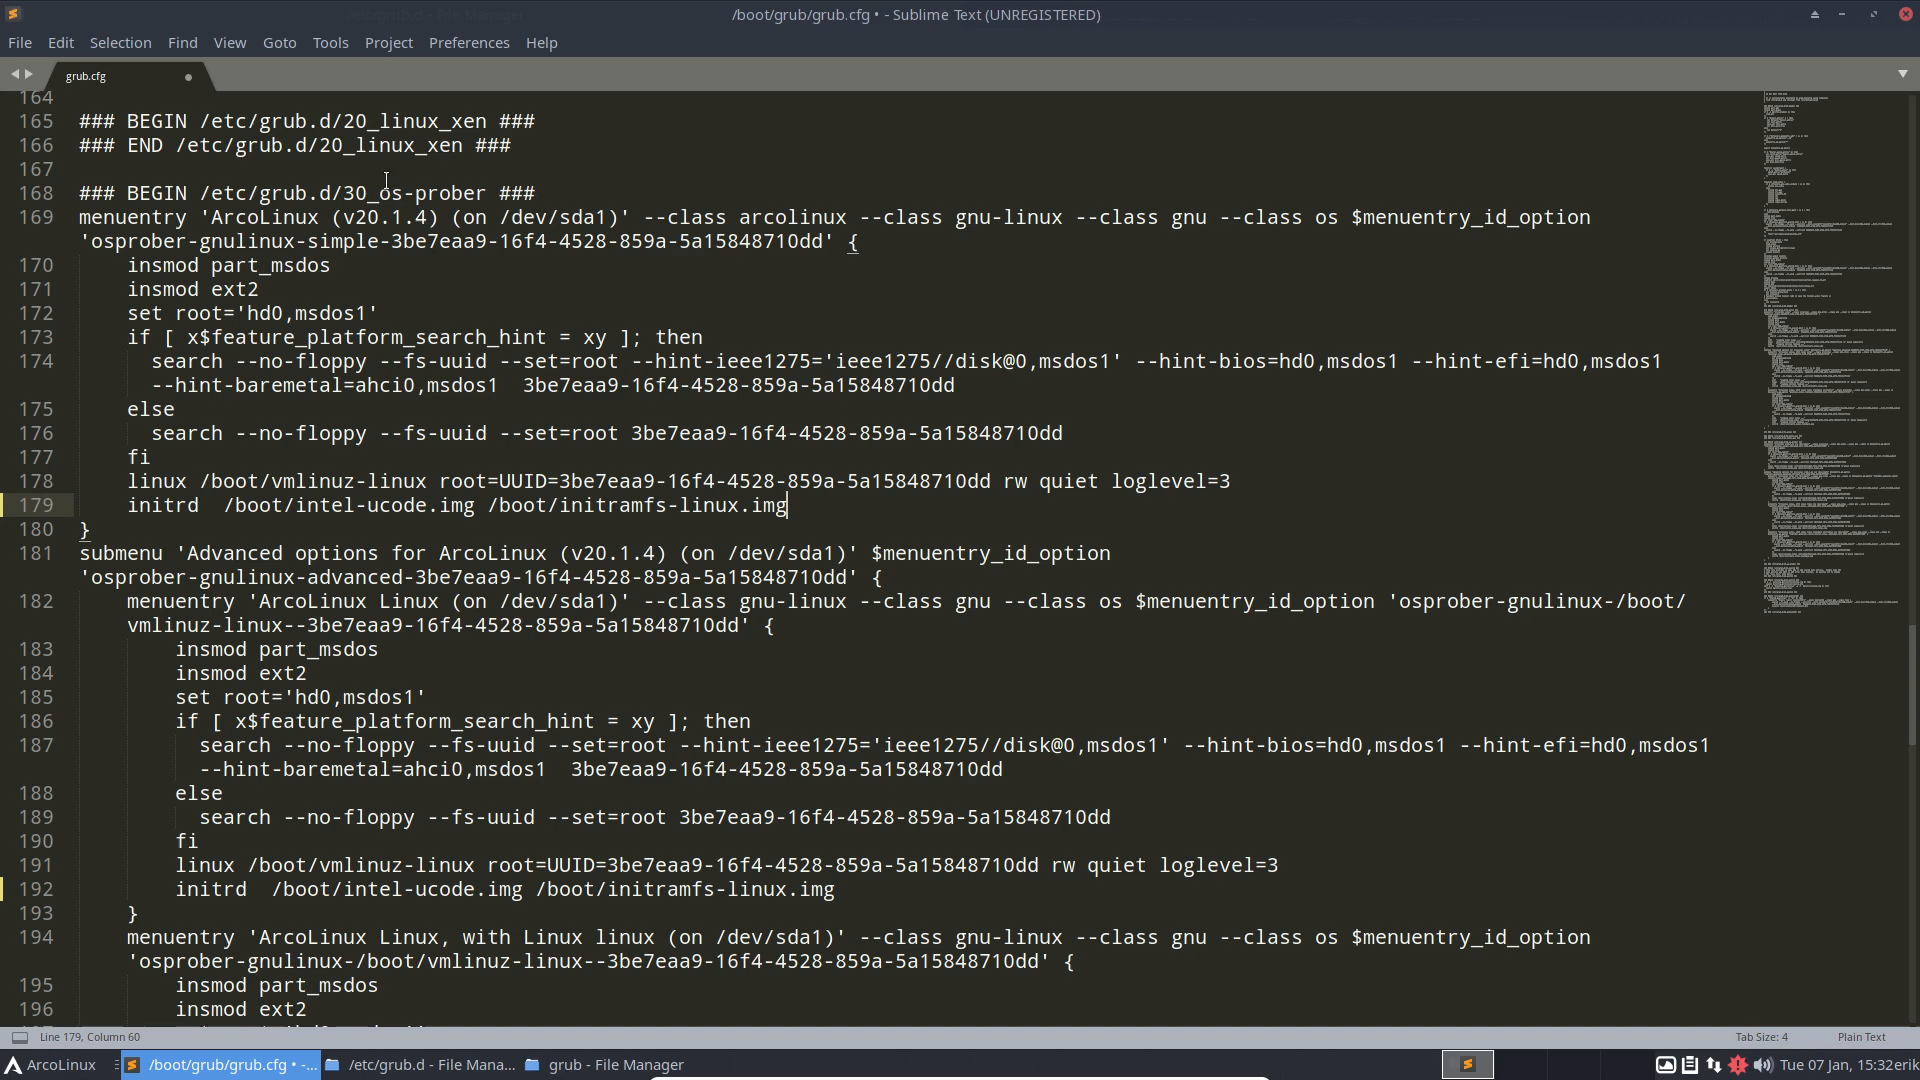 /boot/grub/grub.cfg • - Sublime Text (UNREGISTERED)
File Edit Selection Find View Goto Tools Project Preferences Help
grub.cfg
164
165 ### BEGIN /etc/grub.d/20_linux_xen ###
166 ### END /etc/grub.d/20_linux_xen ###
167
168 ### BEGIN /etc/grub.d/30_os-prober ###
169 menuentry 'ArcoLinux (v20.1.4) (on /dev/sda1)' --class arcolinux --class gnu-linux --class gnu --class os $menuentry_id_option
'osprober-gnulinux-simple-3be7eaa9-16f4-4528-859a-5a15848710dd' {
170 insmod part_msdos
171 insmod ext2
172 set root='hd0,msdos1'
173 if [ x$feature_platform_search_hint = xy ]; then
174 search --no-floppy --fs-uuid --set=root --hint-ieee1275='ieee1275//disk@0,msdos1' --hint-bios=hd0,msdos1 --hint-efi=hd0,msdos1
--hint-baremetal=ahci0,msdos1  3be7eaa9-16f4-4528-859a-5a15848710dd
175 else
176 search --no-floppy --fs-uuid --set=root 3be7eaa9-16f4-4528-859a-5a15848710dd
177 fi
178 linux /boot/vmlinuz-linux root=UUID=3be7eaa9-16f4-4528-859a-5a15848710dd rw quiet loglevel=3
179 initrd  /boot/intel-ucode.img /boot/initramfs-linux.img
180 }
181 submenu 'Advanced options for ArcoLinux (v20.1.4) (on /dev/sda1)' $menuentry_id_option
'osprober-gnulinux-advanced-3be7eaa9-16f4-4528-859a-5a15848710dd' {
182 menuentry 'ArcoLinux Linux (on /dev/sda1)' --class gnu-linux --class gnu --class os $menuentry_id_option 'osprober-gnulinux-/boot/
vmlinuz-linux--3be7eaa9-16f4-4528-859a-5a15848710dd' {
183 insmod part_msdos
184 insmod ext2
185 set root='hd0,msdos1'
186 if [ x$feature_platform_search_hint = xy ]; then
187 search --no-floppy --fs-uuid --set=root --hint-ieee1275='ieee1275//disk@0,msdos1' --hint-bios=hd0,msdos1 --hint-efi=hd0,msdos1
--hint-baremetal=ahci0,msdos1  3be7eaa9-16f4-4528-859a-5a15848710dd
188 else
189 search --no-floppy --fs-uuid --set=root 3be7eaa9-16f4-4528-859a-5a15848710dd
190 fi
191 linux /boot/vmlinuz-linux root=UUID=3be7eaa9-16f4-4528-859a-5a15848710dd rw quiet loglevel=3
192 initrd  /boot/intel-ucode.img /boot/initramfs-linux.img
193 }
194 menuentry 'ArcoLinux Linux, with Linux linux (on /dev/sda1)' --class gnu-linux --class gnu --class os $menuentry_id_option
'osprober-gnulinux-/boot/vmlinuz-linux--3be7eaa9-16f4-4528-859a-5a15848710dd' {
195 insmod part_msdos
196 insmod ext2
Line 179, Column 60 Tab Size: 4 Plain Text
ArcoLinux /boot/grub/grub.cfg • -... /etc/grub.d - File Mana... grub - File Manager Tue 07 Jan, 15:32 erik